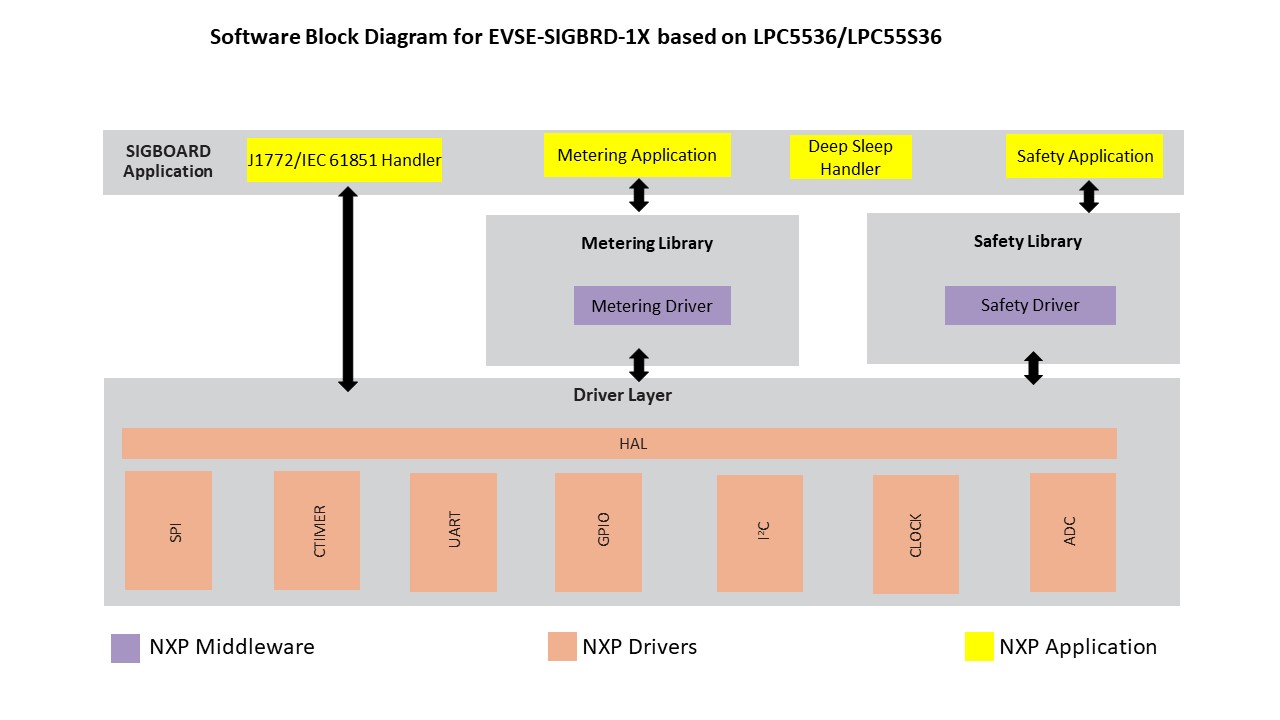 Software Block Diagram for EVSE-SIGBRD-1X based on LPC5536/LPC55S36
SIGBOARD
Application
J1772/IEC 61851 Handler
Metering Application
Deep Sleep
Handler
Safety Application
Metering Library
Safety Library
Metering Driver
Safety Driver
Driver Layer
HAL
SPI
CTIMER
UART
GPIO
I²C
CLOCK
ADC
NXP Middleware
NXP Drivers
NXP Application